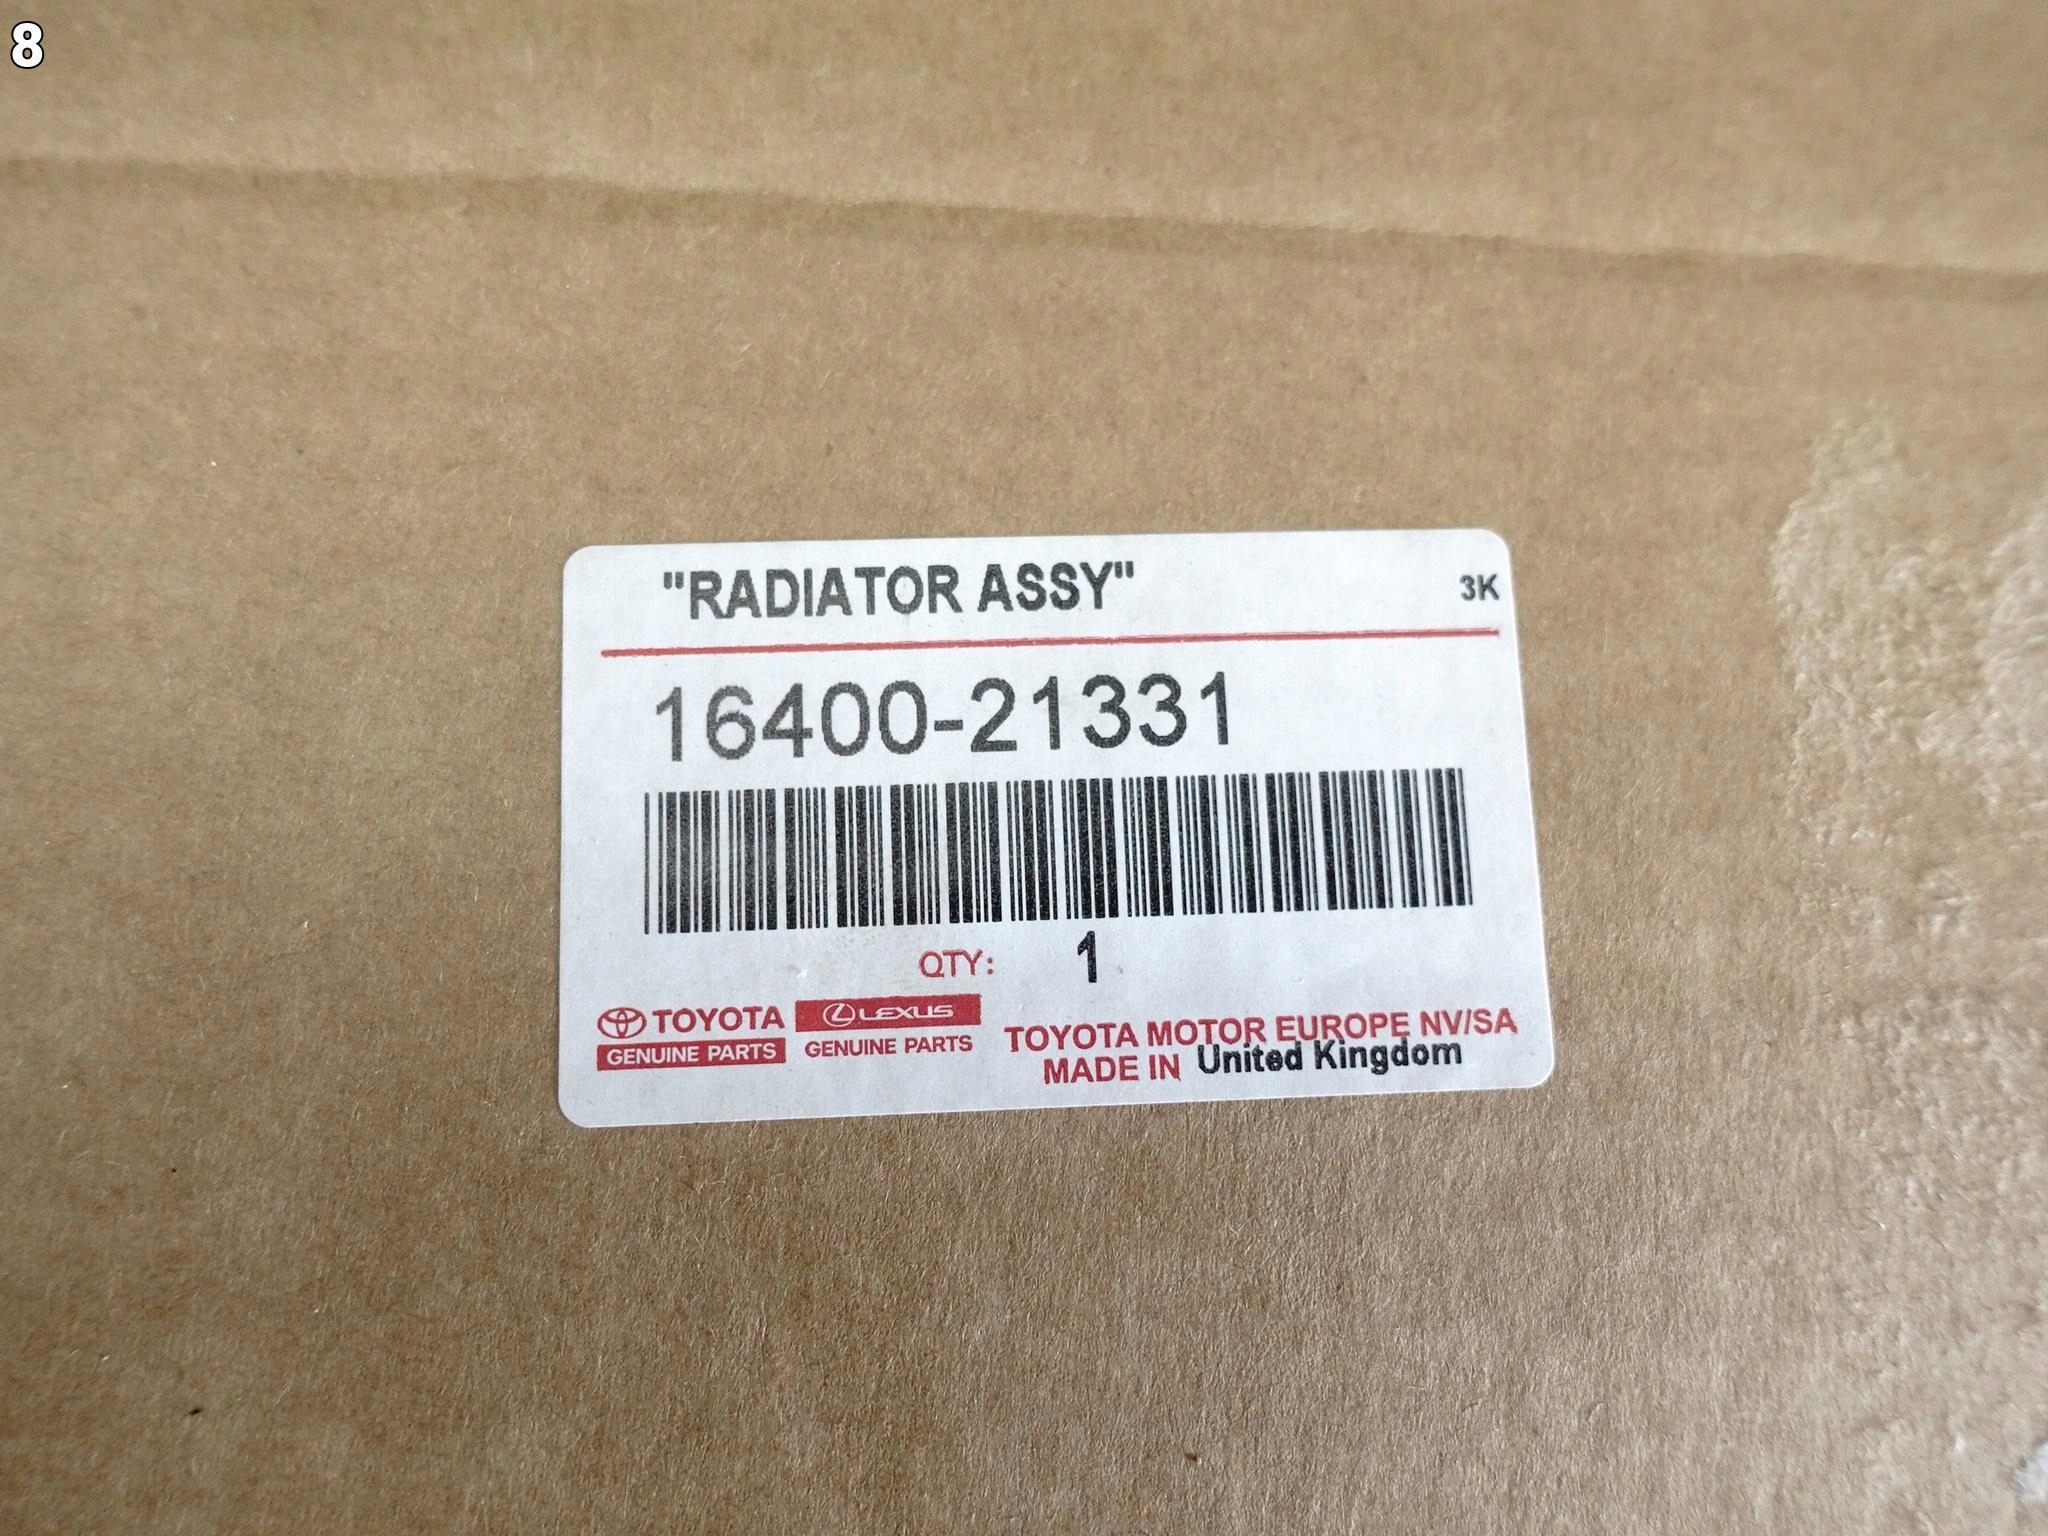 8
"RADIATOR ASSY" 3K
16400-21331
QTY: 1
TOYOTA LEXUS
GENUINE PARTS GENUINE PARTS
TOYOTA MOTOR EUROPE NV/SA
MADE IN United Kingdom